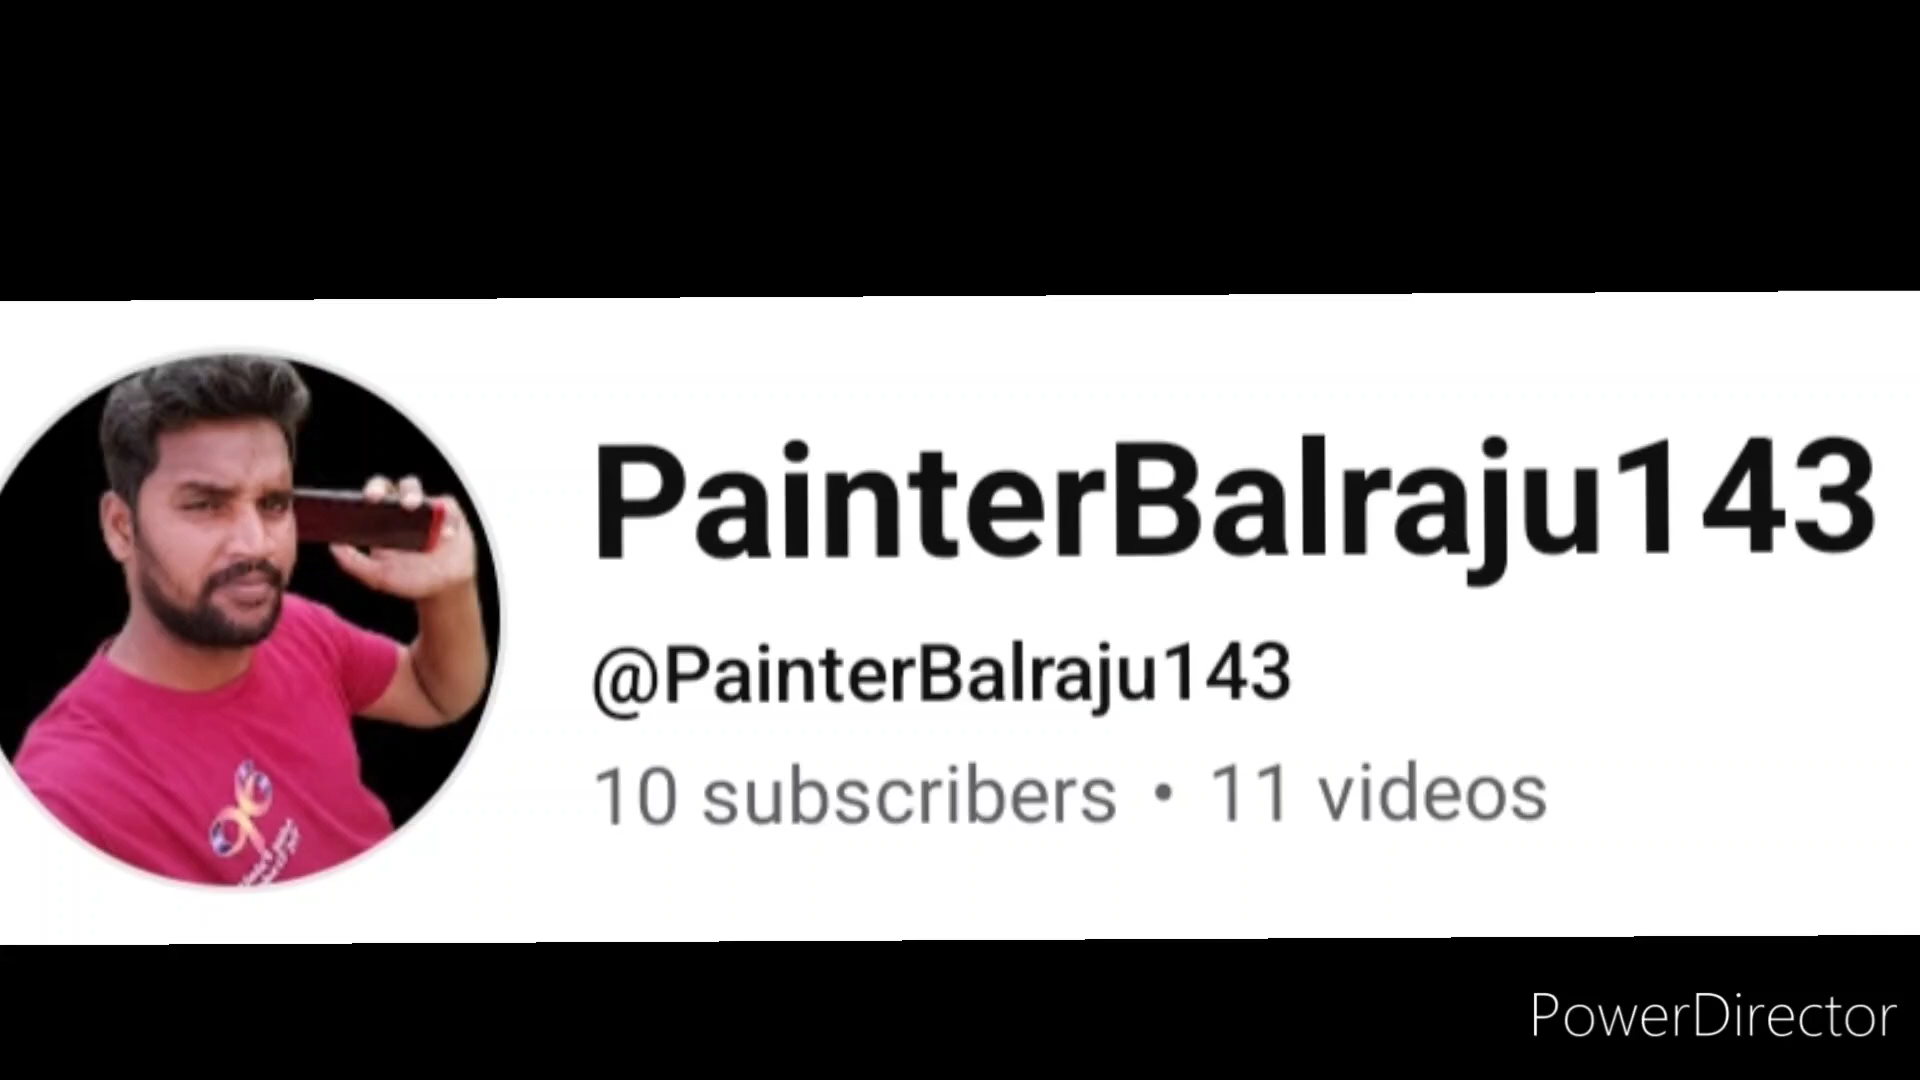 PainterBalraju143
@PainterBalraju143
10 subscribers • 11 videos
PowerDirector